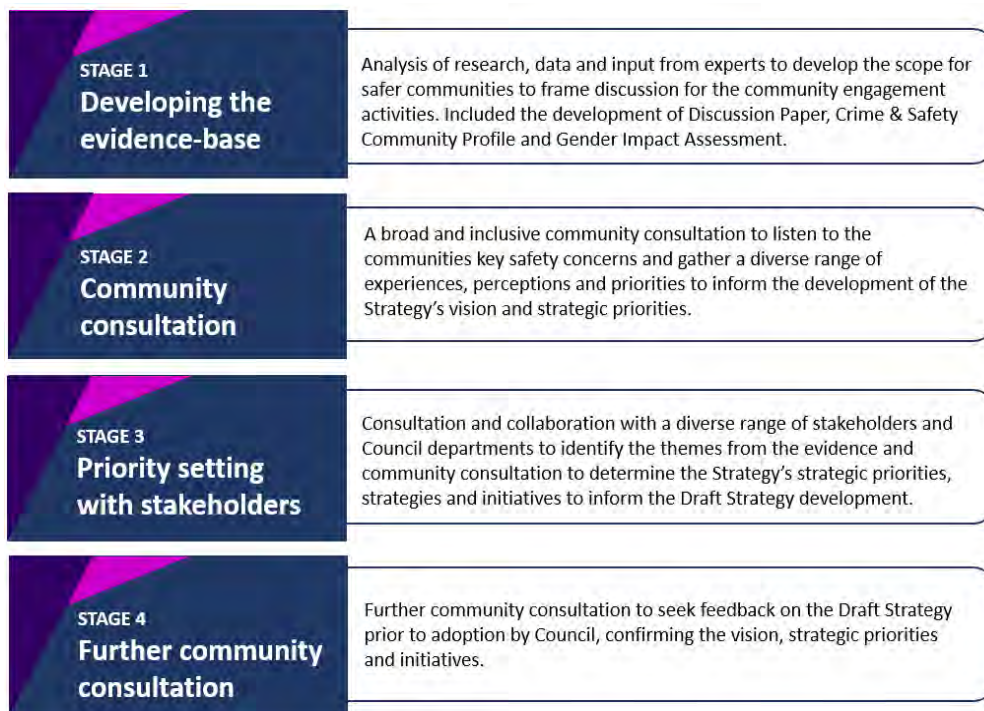 STAGE 1
Developing the
evidence-base
Analysis of research, data and input from experts to develop the scope for
safer communities to frame discussion for the community engagement
activities. Included the development of Discussion Paper, Crime & Safety
Community Profile and Gender Impact Assessment.
STAGE 2
Community
consultation
A broad and inclusive community consultation to listen to the
communities key safety concerns and gather a diverse range of
experiences, perceptions and priorities to inform the development of the
Strategy's vision and strategic priorities.
STAGE 3
Priority setting
with stakeholders
Consultation and collaboration with a diverse range of stakeholders and
Council departments to identify the themes from the evidence and
community consultation to determine the Strategy's strategic priorities,
strategies and initiatives to inform the Draft Strategy development.
STAGE 4
Further community
consultation
Further community consultation to seek feedback on the Draft Strategy
prior to adoption by Council, confirming the vision, strategic priorities
and initiatives.